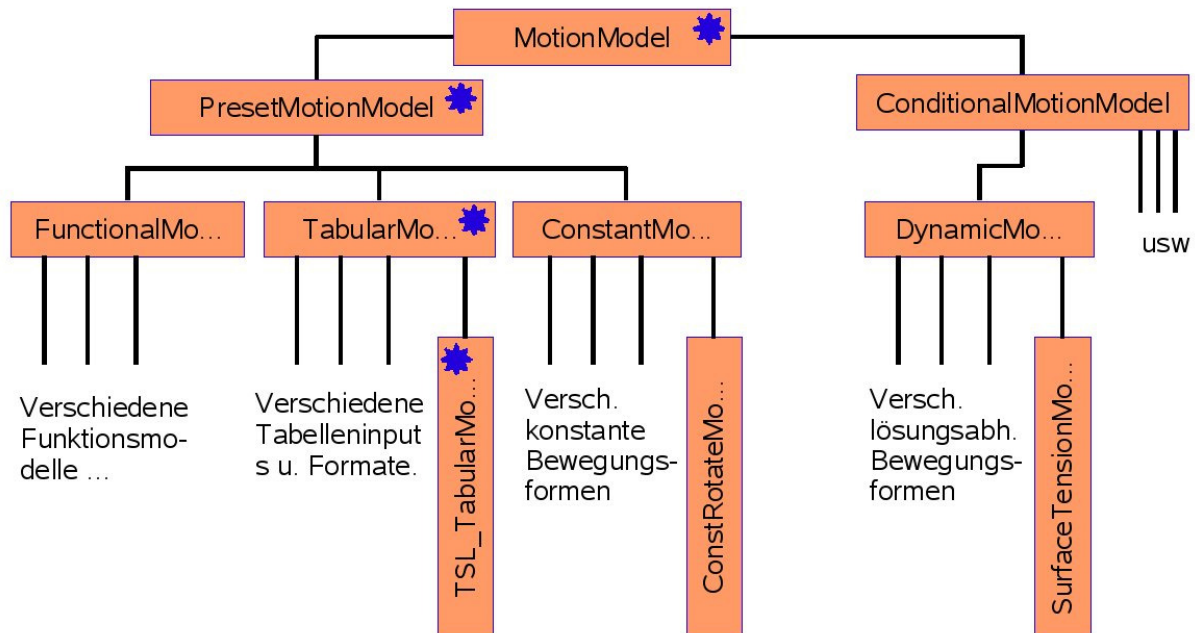 MotionModel
PresetMotionModel
ConditionalMotionModel
FunctionalMo...
TabularMo...
ConstantMo...
DynamicMo...
usw
Verschiedene
Funktionsmo-
delle ...
Verschiedene
Tabelleninput
s u. Formate.
TSL_TabularMo...
Versch.
konstante
Bewegungs-
formen
ConstRotateMo...
Versch.
lösungsabh.
Bewegungs-
formen
SurfaceTensionMo...